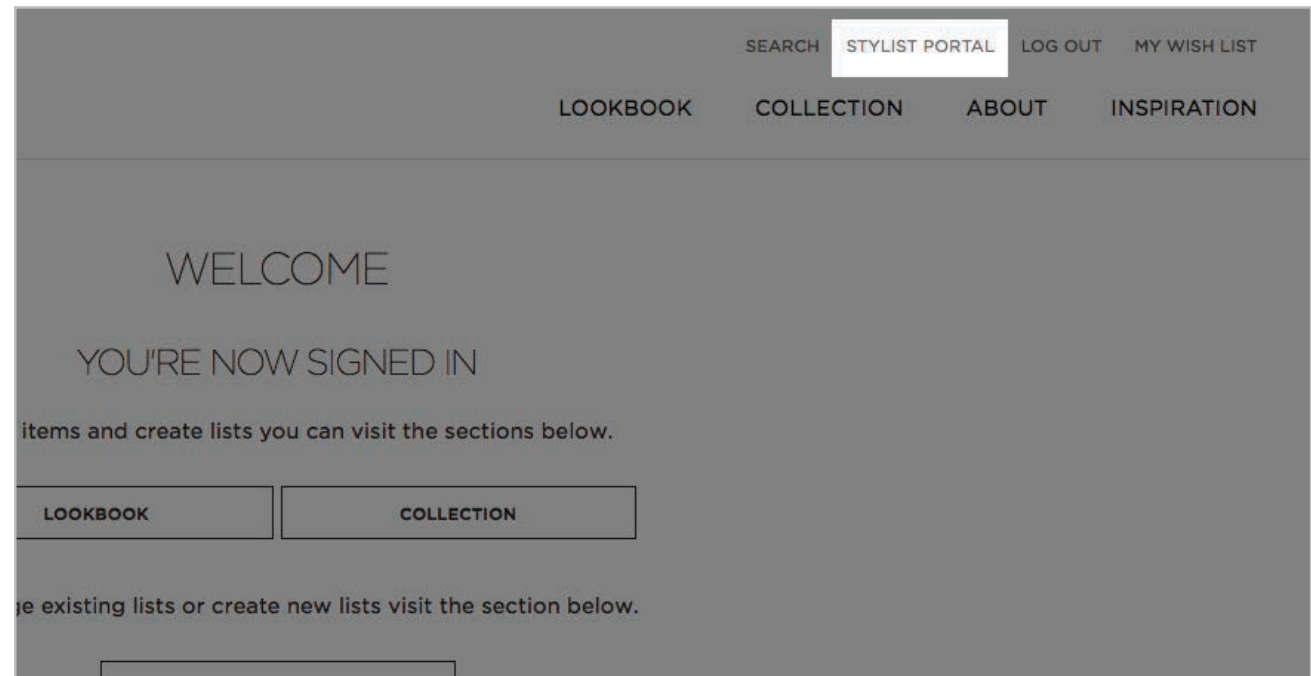 SEARCH STYLIST PORTAL LOG OUT MY WISH LIST
LOOKBOOK COLLECTION ABOUT INSPIRATION
WELCOME
YOU'RE NOW SIGNED IN
items and create lists you can visit the sections below.
LOOKBOOK COLLECTION
existing lists or create new lists visit the section below.